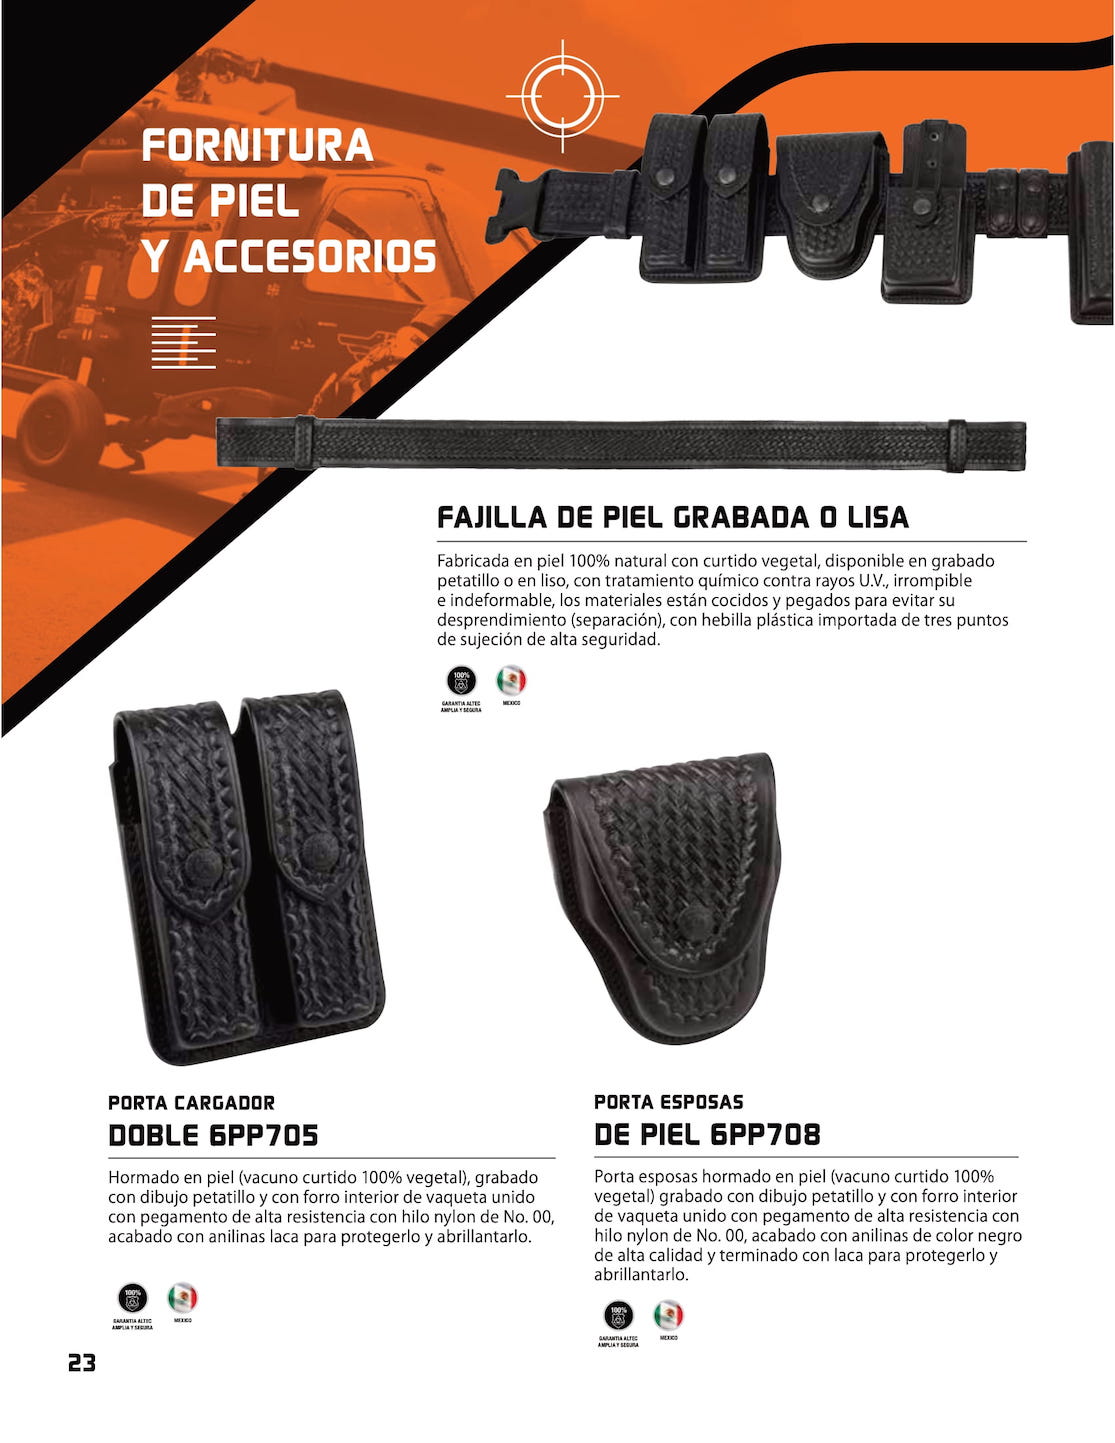 FORNITURA
DE PIEL
Y ACCESORIOS
FAJILLA DE PIEL GRABADA O LISA
Fabricada en piel 100% natural con curtido vegetal, disponible en grabado
petatillo o en liso, con tratamiento químico contra rayos U.V., irrompible
e indeformable, los materiales están cocidos y pegados para evitar su
desprendimiento (separación), con hebilla plástica importada de tres puntos
de sujeción de alta seguridad.
100%
GARANTIA ALTEC
AMPLIA Y SEGURA
MEXICO
PORTA CARGADOR
DOBLE 6PP705
Hormado en piel (vacuno curtido 100% vegetal), grabado
con dibujo petatillo y con forro interior de vaqueta unido
con pegamento de alta resistencia con hilo nylon de No. 00,
acabado con anilinas laca para protegerlo y abrillantarlo.
100%
GARANTIA ALTEC
AMPLIA Y SEGURA
MEXICO
PORTA ESPOSAS
DE PIEL 6PP708
Porta esposas hormado en piel (vacuno curtido 100%
vegetal) grabado con dibujo petatillo y con forro interior
de vaqueta unido con pegamento de alta resistencia con
hilo nylon de No. 00, acabado con anilinas de color negro
de alta calidad y terminado con laca para protegerlo y
abrillantarlo.
100%
GARANTIA ALTEC
AMPLIA Y SEGURA
MEXICO
23